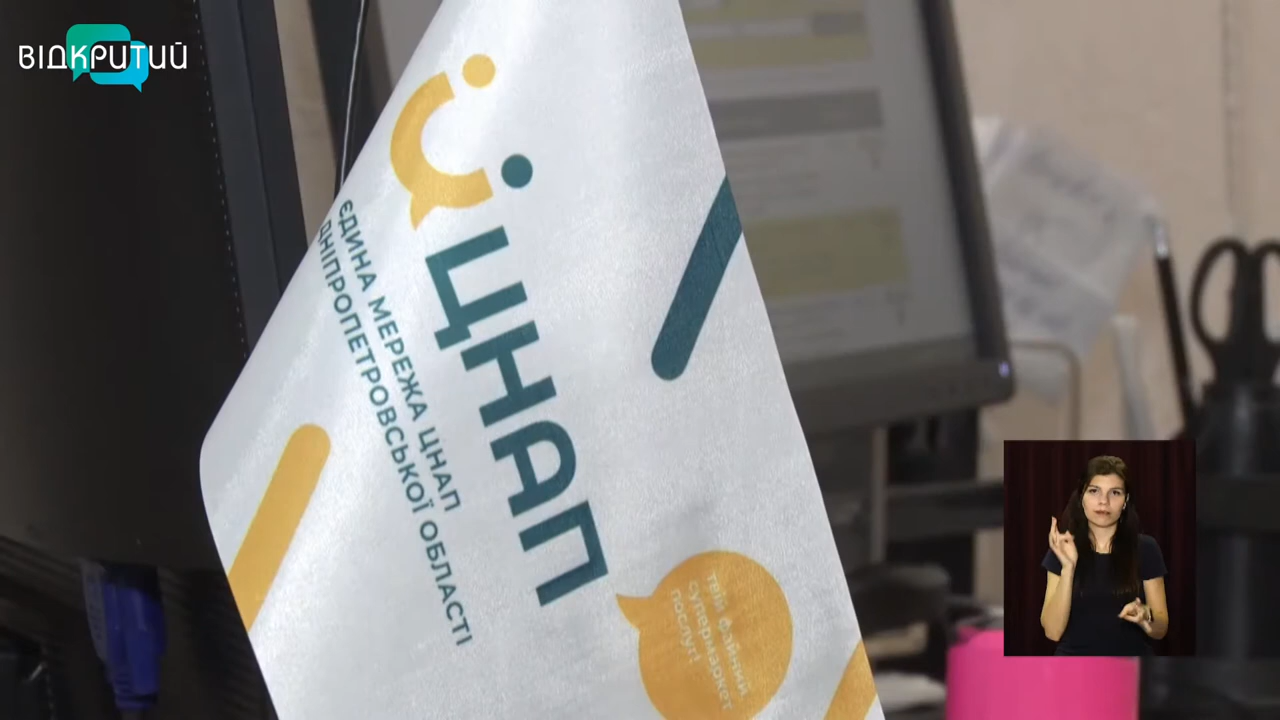 ВІДКРИТИЙ
ЦНАП
ЄДИНА МЕРЕЖА ЦНАП
ДНІПРОПЕТРОВСЬКОЇ ОБЛАСТІ
твій файний
супермаркет
послуг!